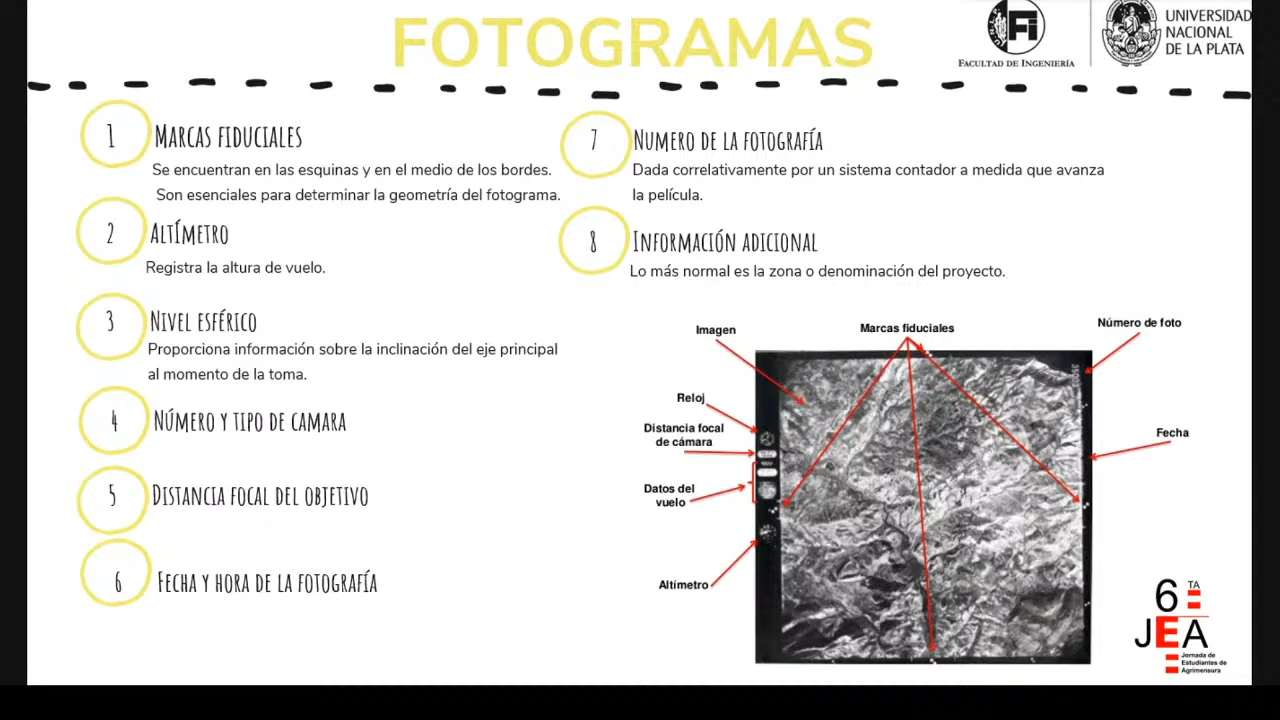 FOTOGRAMAS
FACULTAD DE INGENIERÍA
UNIVERSIDAD
NACIONAL
DE LA PLATA
1 MARCAS FIDUCIALES
Se encuentran en las esquinas y en el medio de los bordes.
Son esenciales para determinar la geometría del fotograma.
2 ALTÍMETRO
Registra la altura de vuelo.
3 NIVEL ESFÉRICO
Proporciona información sobre la inclinación del eje principal
al momento de la toma.
4 NÚMERO Y TIPO DE CAMARA
5 DISTANCIA FOCAL DEL OBJETIVO
6 FECHA Y HORA DE LA FOTOGRAFÍA
7 NUMERO DE LA FOTOGRAFÍA
Dada correlativamente por un sistema contador a medida que avanza
la película.
8 INFORMACIÓN ADICIONAL
Lo más normal es la zona o denominación del proyecto.
Imagen
Marcas fiduciales
Número de foto
Reloj
Distancia focal
de cámara
Fecha
Datos del
vuelo
Altímetro
6 TA
JEA
Jornada de
Estudiantes de
Agrimensura